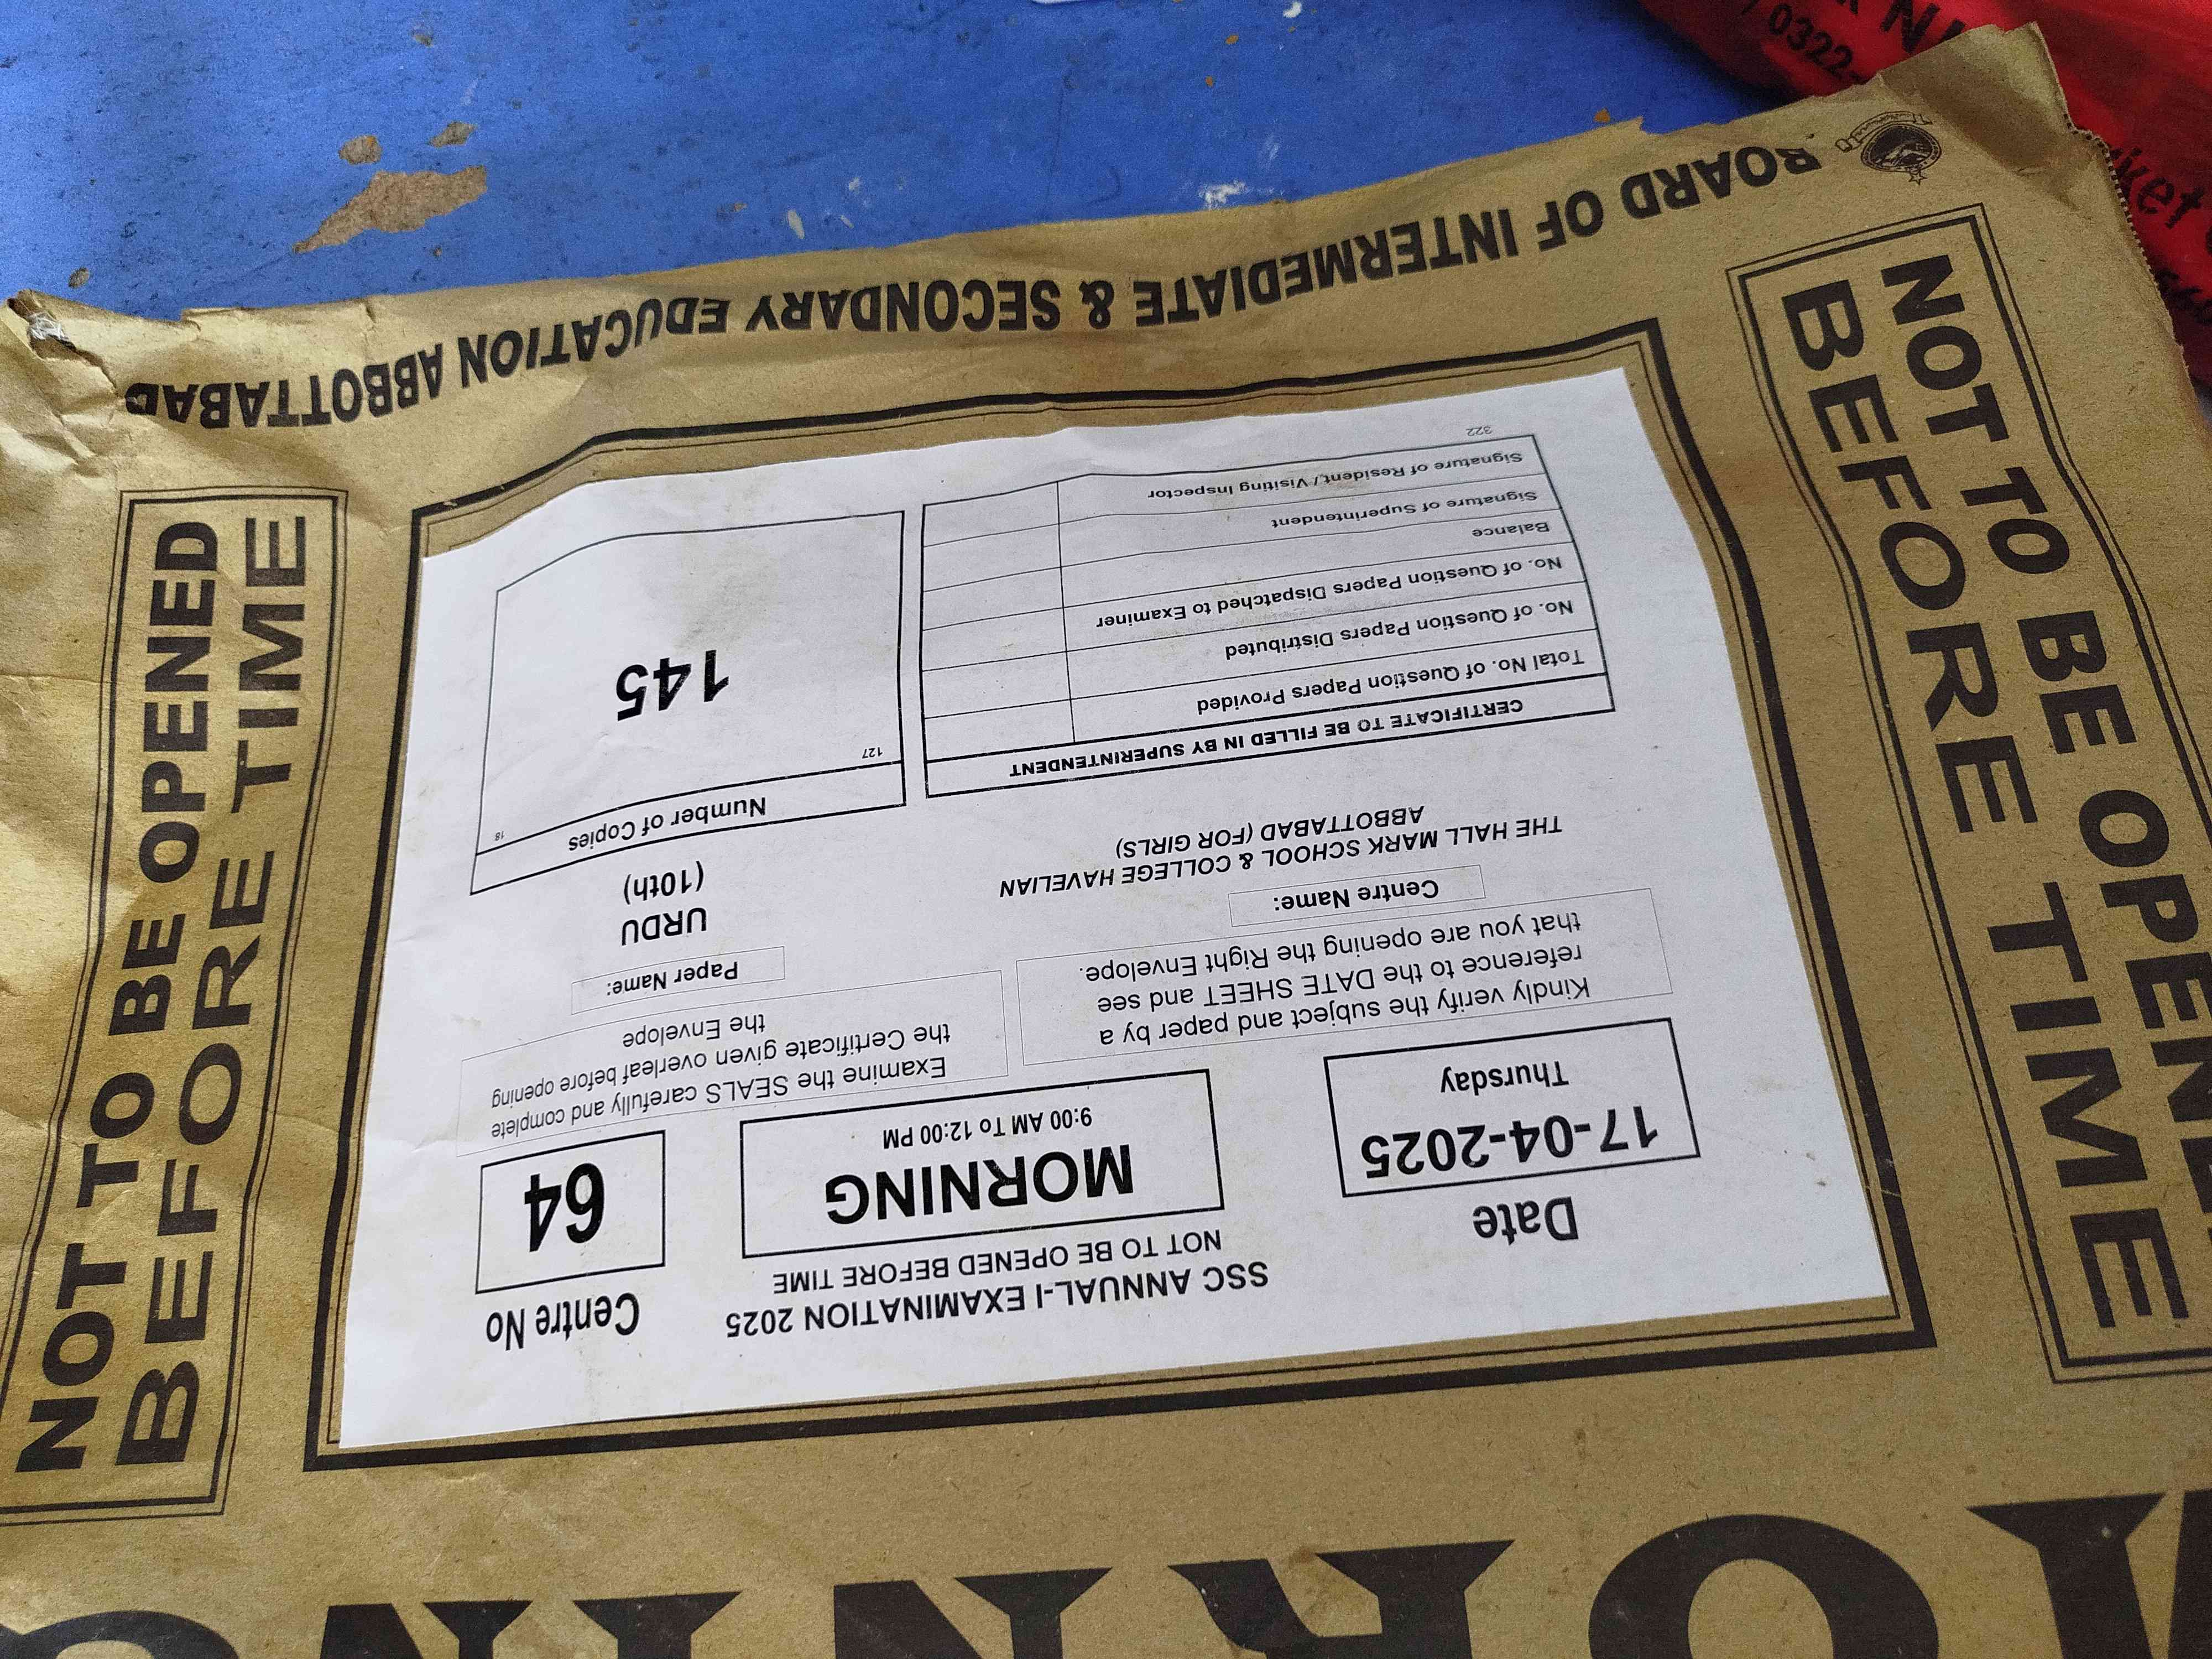 BOARD OF INTERMEDIATE & SECONDARY EDUCATION ABBOTTABAD
NOT TO BE OPENED
BEFORE TIME
NOT TO BE OPENED
BEFORE TIME
SSC ANNUAL-I EXAMINATION 2025
NOT TO BE OPENED BEFORE TIME
Date
17-04-2025
Thursday
MORNING
9:00 AM To 12:00 PM
Centre No
64
Kindly verify the subject and paper by a
reference to the DATE SHEET and see
that you are opening the Right Envelope.
Examine the SEALS carefully and complete
the Certificate given overleaf before opening
the Envelope
Centre Name:
THE HALL MARK SCHOOL & COLLEGE HAVELIAN
ABBOTTABAD (FOR GIRLS)
Paper Name:
URDU
(10th)
CERTIFICATE TO BE FILLED IN BY SUPERINTENDENT
Total No. of Question Papers Provided
No. of Question Papers Distributed
No. of Question Papers Dispatched to Examiner
Balance
Signature of Superintendent
Signature of Resident./ Visiting Inspector
322
Number of Copies
18
127
145
MORNING
0322-